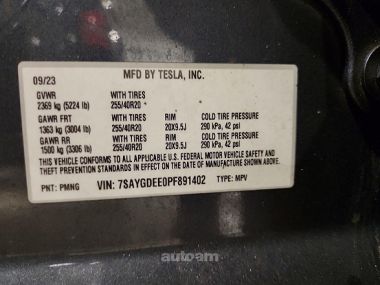 09/23 MFD BY TESLA, INC.
GVWR WITH TIRES
2369 kg (5224 lb) 255/40R20
GAWR FRT WITH TIRES RIM COLD TIRE PRESSURE
1363 kg (3004 lb) 255/40R20 20X9.5J 290 kPa, 42 psi
GAWR RR WITH TIRES RIM COLD TIRE PRESSURE
1500 kg (3306 lb) 255/40R20 20X9.5J 290 kPa, 42 psi
THIS VEHICLE CONFORMS TO ALL APPLICABLE U.S. FEDERAL MOTOR VEHICLE SAFETY AND
THEFT PREVENTION STANDARDS IN EFFECT ON THE DATE OF MANUFACTURE SHOWN ABOVE.
PNT: PMNG VIN: 7SAYGDEE0PF891402 TYPE: MPV
autoam